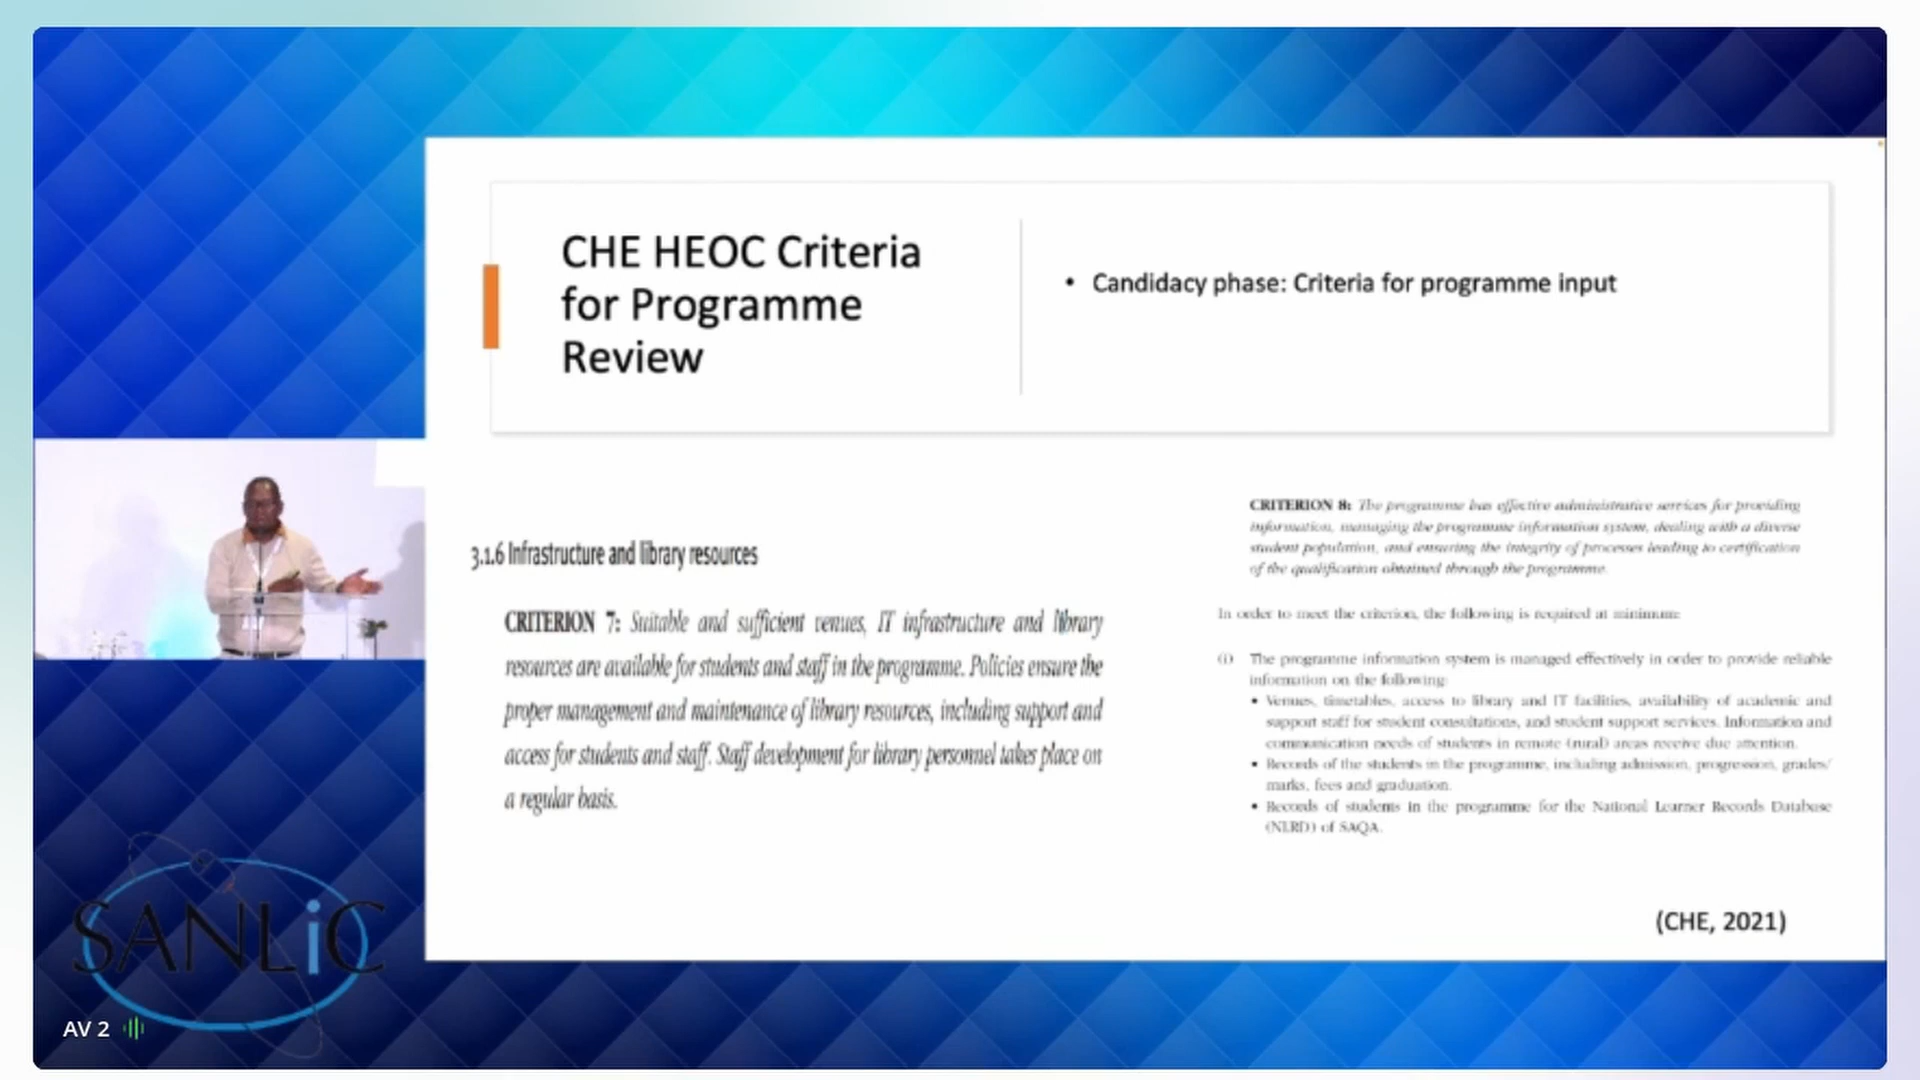 CHE HEOC Criteria
for Programme
Review
• Candidacy phase: Criteria for programme input
3.1.6 Infrastructure and library resources
CRITERION 7: Suitable and sufficient venues, IT infrastructure and library
resources are available for students and staff in the programme. Policies ensure the
proper management and maintenance of library resources, including support and
access for students and staff. Staff development for library personnel takes place on
a regular basis.
CRITERION 8: The programme has effective administrative services for providing
information, managing the programme information system, dealing with a diverse
student population, and ensuring the integrity of processes leading to certification
of the qualification obtained through the programme.
In order to meet the criterion, the following is required at minimum:
(i) The programme information system is managed effectively in order to provide reliable
information on the following:
• Venues, timetables, access to library and IT facilities, availability of academic and
support staff for student consultations, and student support services. Information and
communication needs of students in remote (rural) areas receive due attention.
• Records of the students in the programme, including admission, progression, grades/
marks, fees and graduation.
• Records of students in the programme for the National Learner Records Database
(NLRD) of SAQA.
(CHE, 2021)
SANLiC
AV 2